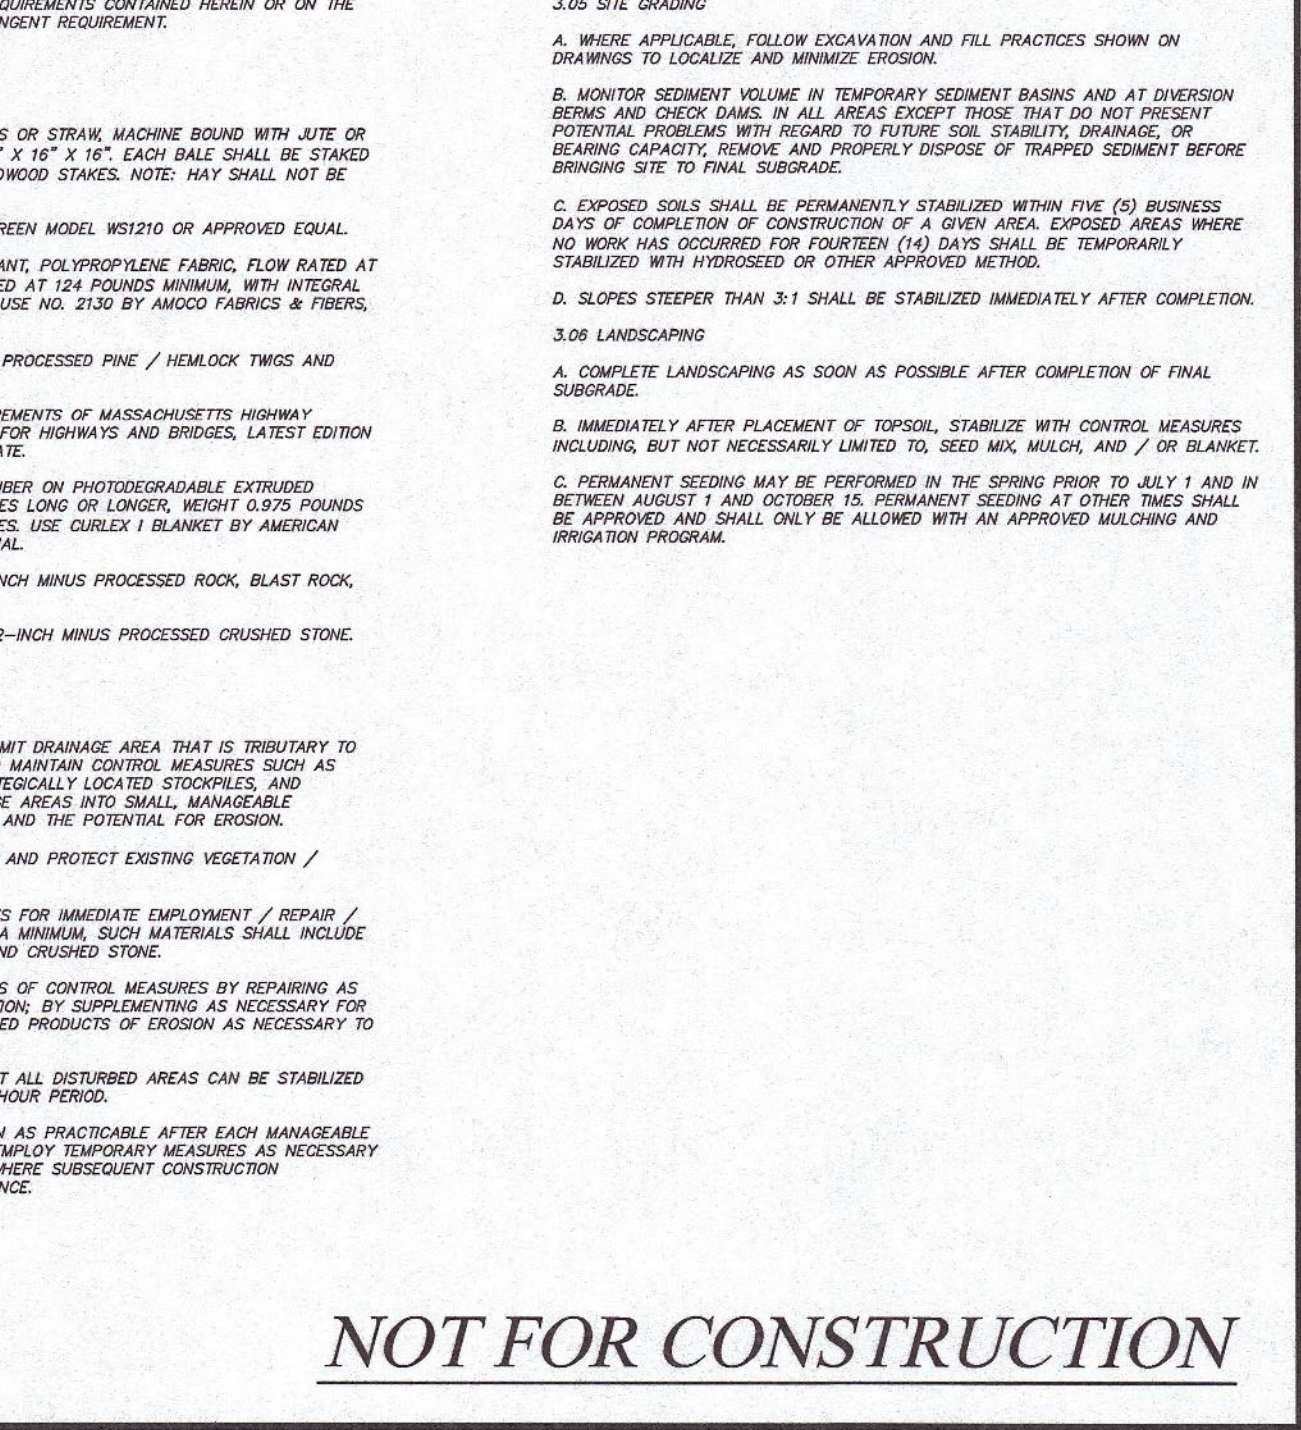 QUIREMENTS CONTAINED HEREIN OR ON THE
NGENT REQUIREMENT.
S OR STRAW, MACHINE BOUND WITH JUTE OR
" X 16" X 16". EACH BALE SHALL BE STAKED
DWOOD STAKES. NOTE: HAY SHALL NOT BE
REEN MODEL WS1210 OR APPROVED EQUAL.
ANT, POLYPROPYLENE FABRIC, FLOW RATED AT
ED AT 124 POUNDS MINIMUM, WITH INTEGRAL
USE NO. 2130 BY AMOCO FABRICS & FIBERS,
PROCESSED PINE / HEMLOCK TWIGS AND
REMENTS OF MASSACHUSETTS HIGHWAY
FOR HIGHWAYS AND BRIDGES, LATEST EDITION
ATE.
IBER ON PHOTODEGRADABLE EXTRUDED
ES LONG OR LONGER, WEIGHT 0.975 POUNDS
ES. USE CURLEX I BLANKET BY AMERICAN
AL.
NCH MINUS PROCESSED ROCK, BLAST ROCK,
2-INCH MINUS PROCESSED CRUSHED STONE.
MIT DRAINAGE AREA THAT IS TRIBUTARY TO
MAINTAIN CONTROL MEASURES SUCH AS
TEGICALLY LOCATED STOCKPILES, AND
E AREAS INTO SMALL, MANAGEABLE
AND THE POTENTIAL FOR EROSION.
AND PROTECT EXISTING VEGETATION /
S FOR IMMEDIATE EMPLOYMENT / REPAIR /
A MINIMUM, SUCH MATERIALS SHALL INCLUDE
ND CRUSHED STONE.
S OF CONTROL MEASURES BY REPAIRING AS
ION; BY SUPPLEMENTING AS NECESSARY FOR
ED PRODUCTS OF EROSION AS NECESSARY TO
T ALL DISTURBED AREAS CAN BE STABILIZED
HOUR PERIOD.
N AS PRACTICABLE AFTER EACH MANAGEABLE
EMPLOY TEMPORARY MEASURES AS NECESSARY
WHERE SUBSEQUENT CONSTRUCTION
NCE.
3.05 SITE GRADING
A. WHERE APPLICABLE, FOLLOW EXCAVATION AND FILL PRACTICES SHOWN ON
DRAWINGS TO LOCALIZE AND MINIMIZE EROSION.
B. MONITOR SEDIMENT VOLUME IN TEMPORARY SEDIMENT BASINS AND AT DIVERSION
BERMS AND CHECK DAMS. IN ALL AREAS EXCEPT THOSE THAT DO NOT PRESENT
POTENTIAL PROBLEMS WITH REGARD TO FUTURE SOIL STABILITY, DRAINAGE, OR
BEARING CAPACITY, REMOVE AND PROPERLY DISPOSE OF TRAPPED SEDIMENT BEFORE
BRINGING SITE TO FINAL SUBGRADE.
C. EXPOSED SOILS SHALL BE PERMANENTLY STABILIZED WITHIN FIVE (5) BUSINESS
DAYS OF COMPLETION OF CONSTRUCTION OF A GIVEN AREA. EXPOSED AREAS WHERE
NO WORK HAS OCCURRED FOR FOURTEEN (14) DAYS SHALL BE TEMPORARILY
STABILIZED WITH HYDROSEED OR OTHER APPROVED METHOD.
D. SLOPES STEEPER THAN 3:1 SHALL BE STABILIZED IMMEDIATELY AFTER COMPLETION.
3.06 LANDSCAPING
A. COMPLETE LANDSCAPING AS SOON AS POSSIBLE AFTER COMPLETION OF FINAL
SUBGRADE.
B. IMMEDIATELY AFTER PLACEMENT OF TOPSOIL, STABILIZE WITH CONTROL MEASURES
INCLUDING, BUT NOT NECESSARILY LIMITED TO, SEED MIX, MULCH, AND / OR BLANKET.
C. PERMANENT SEEDING MAY BE PERFORMED IN THE SPRING PRIOR TO JULY 1 AND IN
BETWEEN AUGUST 1 AND OCTOBER 15. PERMANENT SEEDING AT OTHER TIMES SHALL
BE APPROVED AND SHALL ONLY BE ALLOWED WITH AN APPROVED MULCHING AND
IRRIGATION PROGRAM.
NOT FOR CONSTRUCTION